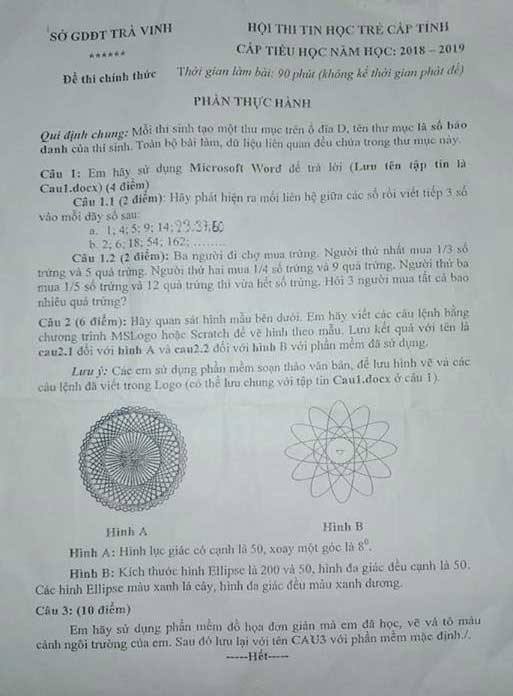 SỞ GDĐT TRÀ VINH
HỘI THI TIN HỌC TRẺ CẤP TỈNH
******
CẤP TIỂU HỌC NĂM HỌC: 2018 – 2019
Đề thi chính thức
Thời gian làm bài: 90 phút (không kể thời gian phát đề)
PHẦN THỰC HÀNH
Qui định chung: Mỗi thí sinh tạo một thư mục trên ổ đĩa D, tên thư mục là số báo
danh của thí sinh. Toàn bộ bài làm, dữ liệu liên quan đều chứa trong thư mục này.
Câu 1: Em hãy sử dụng Microsoft Word để trả lời (Lưu tên tập tin là
Cau1.docx) (4 điểm)
Câu 1.1 (2 điểm): Hãy phát hiện ra mối liên hệ giữa các số rồi viết tiếp 3 số
vào mỗi dãy số sau:
a. 1; 4; 5; 9; 14; 23.37.60
b. 2; 6; 18; 54; 162; ........
Câu 1.2 (2 điểm): Ba người đi chợ mua trứng. Người thứ nhất mua 1/3 số
trứng và 5 quả trứng. Người thứ hai mua 1/4 số trứng và 9 quả trứng. Người thứ ba
mua 1/5 số trứng và 12 quả trứng thì vừa hết số trứng. Hỏi 3 người mua tất cả bao
nhiêu quả trứng?
Câu 2 (6 điểm): Hãy quan sát hình mẫu bên dưới. Em hãy viết các câu lệnh bằng
chương trình MSLogo hoặc Scratch để vẽ hình theo mẫu. Lưu kết quả với tên là
cau2.1 đối với hình A và cau2.2 đối với hình B với phần mềm đã sử dụng.
Lưu ý: Các em sử dụng phần mềm soạn thảo văn bản, để lưu hình vẽ và các
câu lệnh đã viết trong Logo (có thể lưu chung với tập tin Cau1.docx ở câu 1).
Hình A
Hình B
Hình A: Hình lục giác có cạnh là 50, xoay một góc là 8⁰.
Hình B: Kích thước hình Ellipse là 200 và 50, hình đa giác đều cạnh là 50.
Các hình Ellipse màu xanh lá cây, hình đa giác đều màu xanh dương.
Câu 3: (10 điểm)
Em hãy sử dụng phần mềm đồ họa đơn giản mà em đã học, vẽ và tô màu
cảnh ngôi trường của em. Sau đó lưu lại với tên CAU3 với phần mềm mặc định./.
-----Hết-----